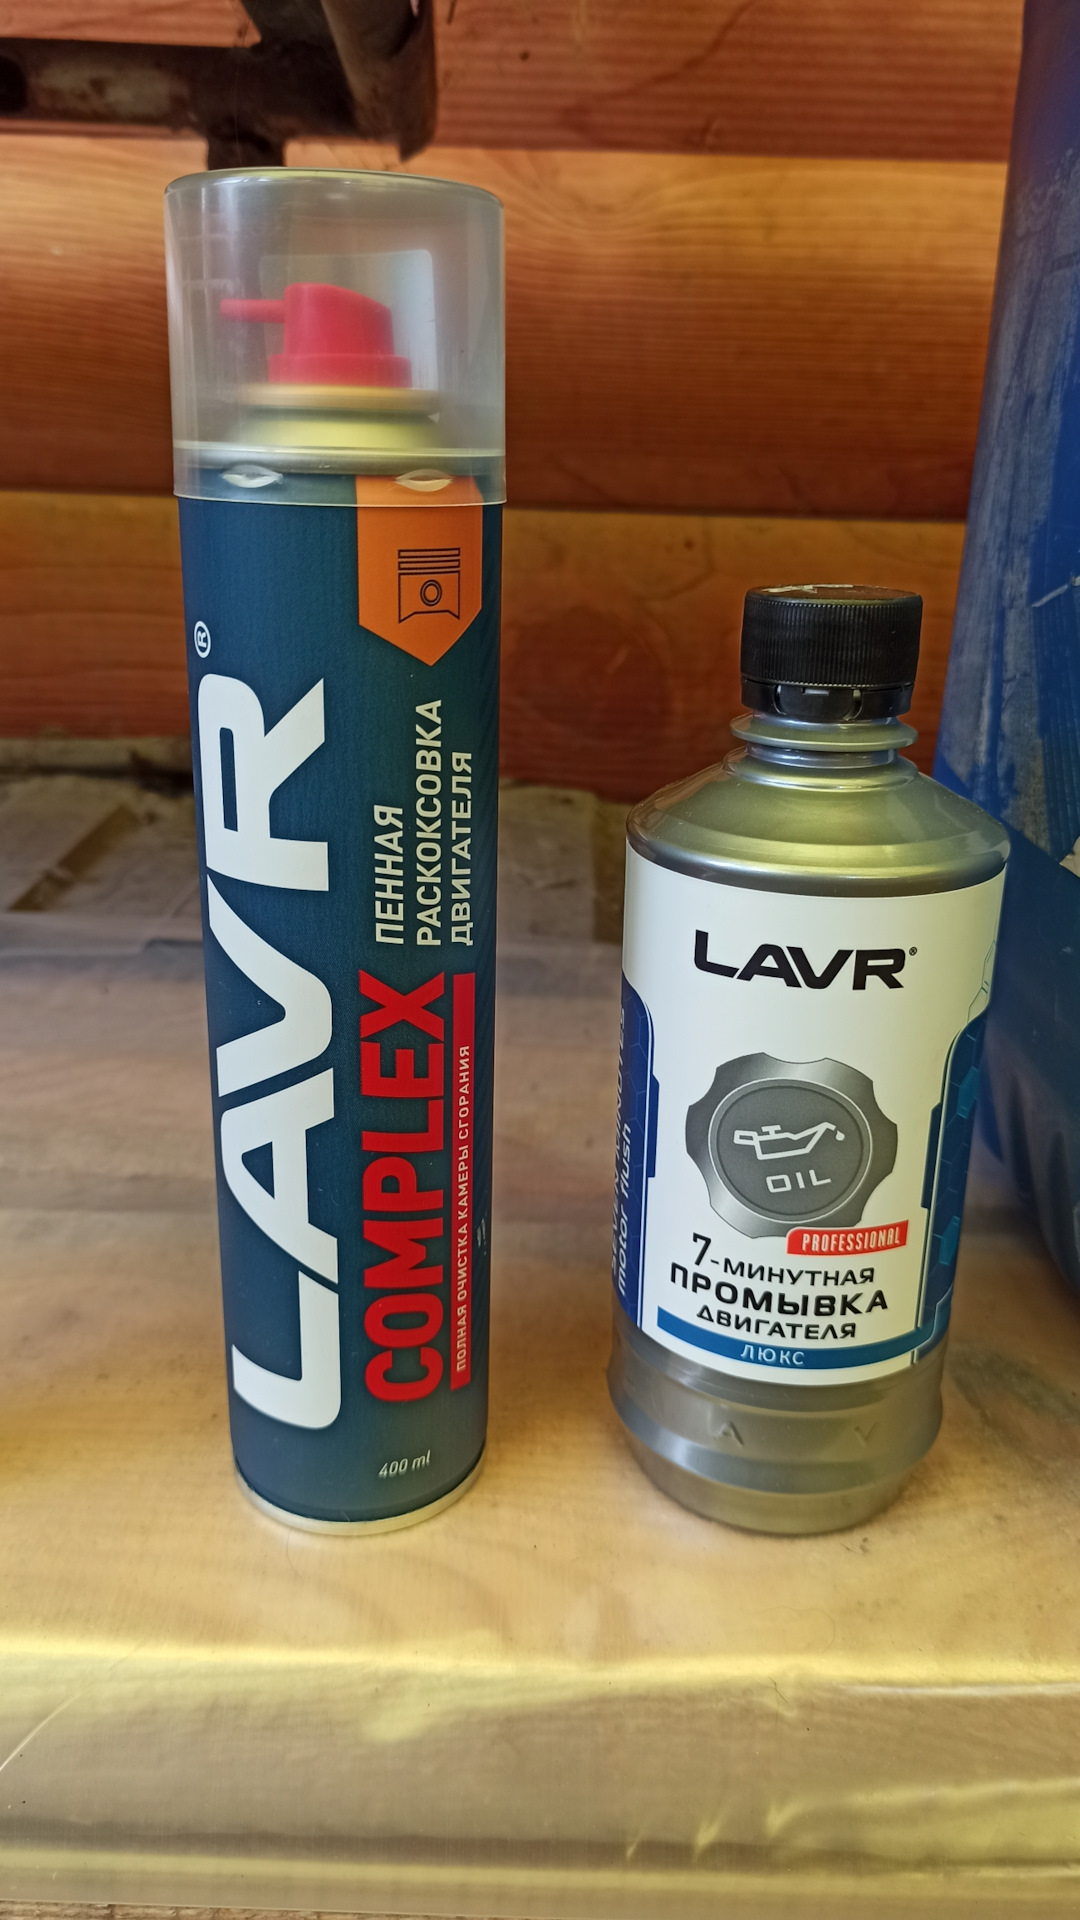 LAVR®
ПЕННАЯ
РАСКОКСОВКА
ДВИГАТЕЛЯ
COMPLEX
ПОЛНАЯ ОЧИСТКА КАМЕРЫ СГОРАНИЯ
400 ml
LAVR®
OIL
PROFESSIONAL
7-МИНУТНАЯ
ПРОМЫВКА
ДВИГАТЕЛЯ
ЛЮКС
motor flush
A V